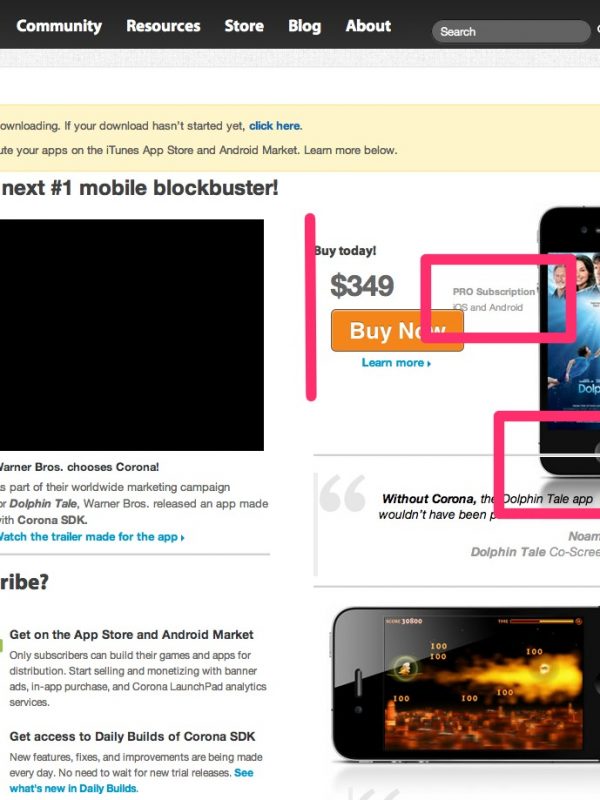 Community Resources Store Blog About Search
ownloading. If your download hasn't started yet, click here.
ute your apps on the iTunes App Store and Android Market. Learn more below.
next #1 mobile blockbuster!
Buy today!
$349
PRO Subscription
iOS and Android
Buy Now
Learn more
Dolp
Warner Bros. chooses Corona!
s part of their worldwide marketing campaign
or Dolphin Tale, Warner Bros. released an app made
with Corona SDK.
Watch the trailer made for the app
Without Corona, the Dolphin Tale app
wouldn't have been p
Noam
Dolphin Tale Co-Scree
ribe?
Get on the App Store and Android Market
Only subscribers can build their games and apps for
distribution. Start selling and monetizing with banner
ads, in-app purchase, and Corona LaunchPad analytics
services.
Get access to Daily Builds of Corona SDK
New features, fixes, and improvements are being made
every day. No need to wait for new trial releases. See
what's new in Daily Builds.
SCORE 30800 TIME
100
100
100
100
100
100